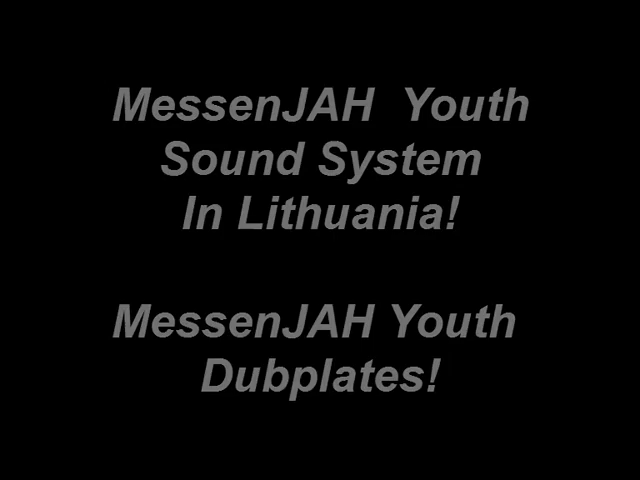 MessenJAH Youth
Sound System
In Lithuania!
MessenJAH Youth
Dubplates!